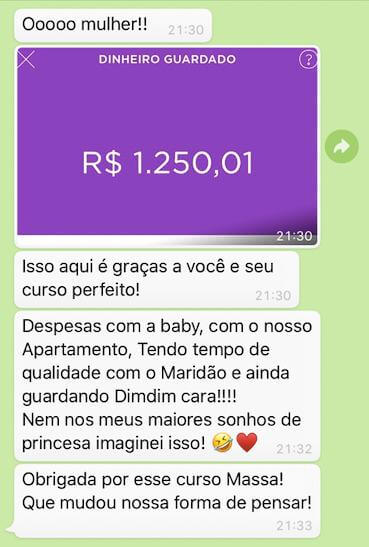 Ooooo mulher!! 21:30
DINHEIRO GUARDADO ?
R$ 1.250,01
21:30
Isso aqui é graças a você e seu
curso perfeito! 21:30
Despesas com a baby, com o nosso
Apartamento, Tendo tempo de
qualidade com o Maridão e ainda
guardando Dimdim cara!!!!
Nem nos meus maiores sonhos de
princesa imaginei isso! 🤣❤️ 21:32
Obrigada por esse curso Massa!
Que mudou nossa forma de pensar!
21:33